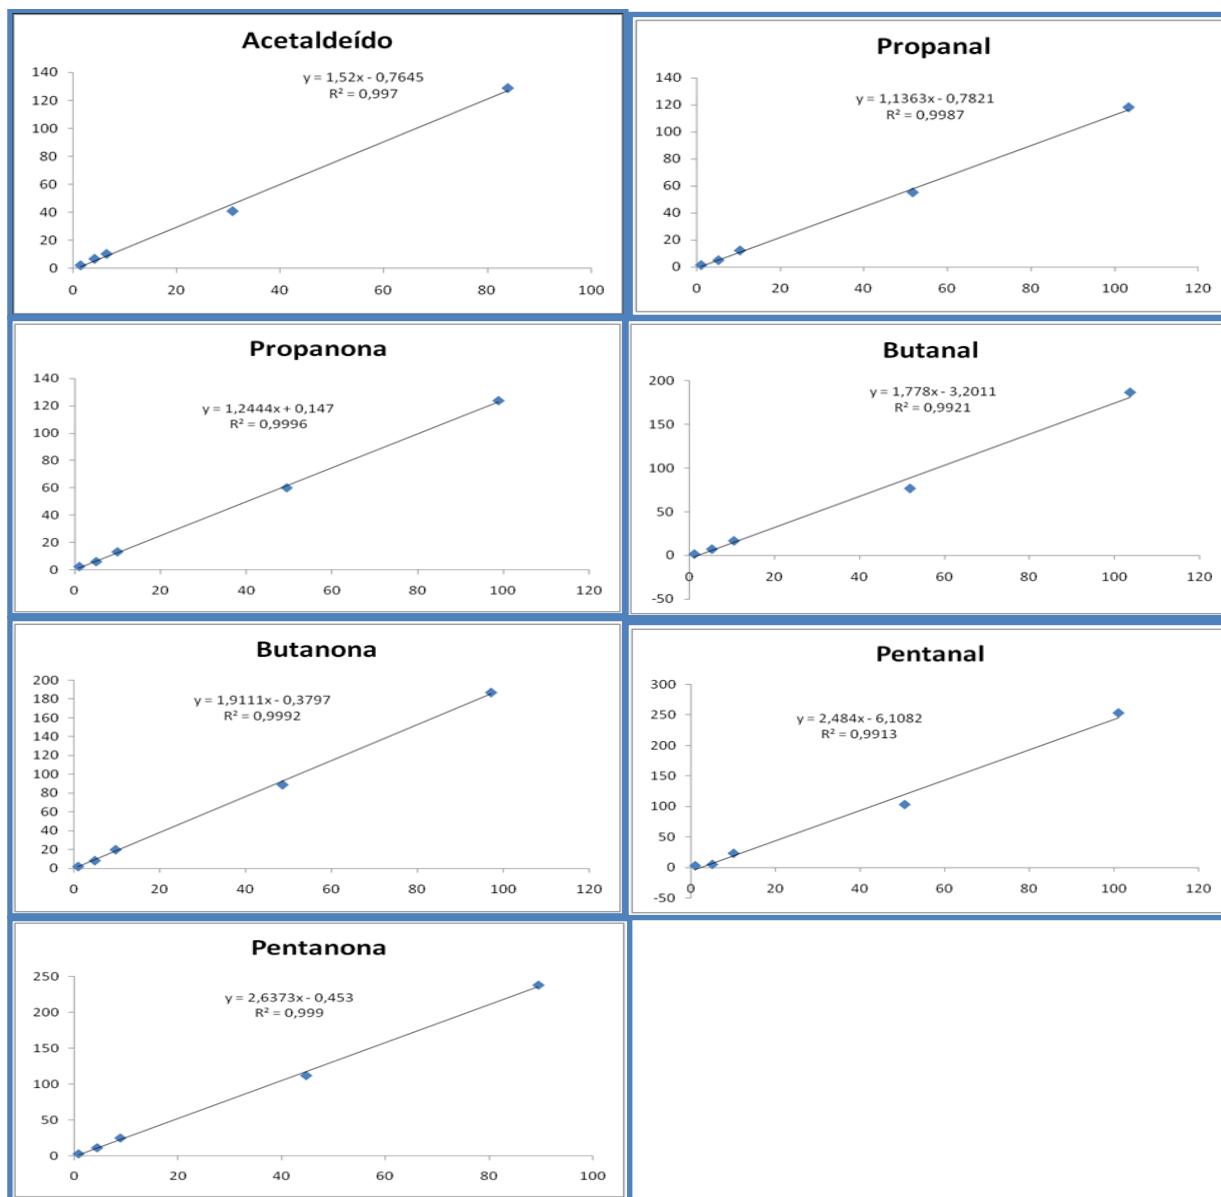 Acetaldeído
y = 1,52x - 0,7645
R² = 0,997
140
120
100
80
60
40
20
0
0 20 40 60 80 100
Propanal
y = 1,1363x - 0,7821
R² = 0,9987
140
120
100
80
60
40
20
0
0 20 40 60 80 100 120
Propanona
y = 1,2444x + 0,147
R² = 0,9996
140
120
100
80
60
40
20
0
0 20 40 60 80 100 120
Butanal
y = 1,778x - 3,2011
R² = 0,9921
200
150
100
50
0
-50
0 20 40 60 80 100 120
Butanona
y = 1,9111x - 0,3797
R² = 0,9992
200
180
160
140
120
100
80
60
40
20
0
0 20 40 60 80 100 120
Pentanal
y = 2,484x - 6,1082
R² = 0,9913
300
250
200
150
100
50
0
-50
0 20 40 60 80 100 120
Pentanona
y = 2,6373x - 0,453
R² = 0,999
250
200
150
100
50
0
0 20 40 60 80 100